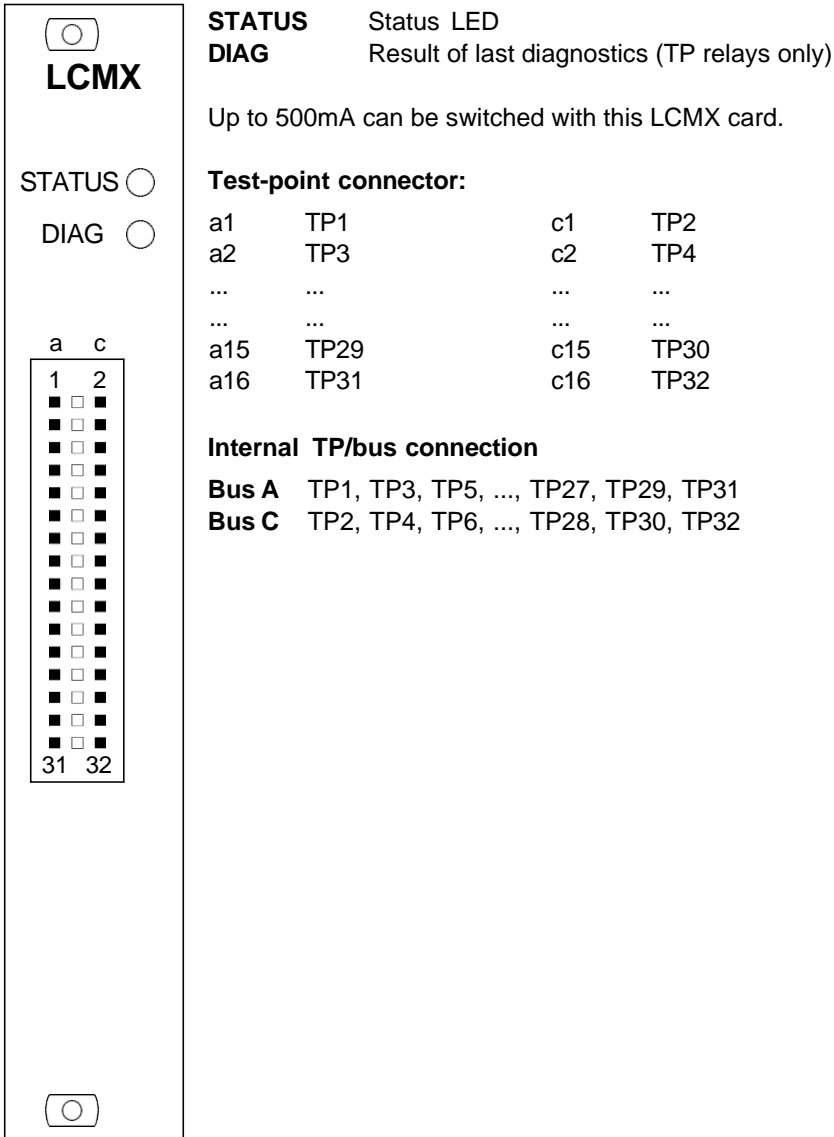 LCMX
STATUS
DIAG
a c
1 2
31 32
STATUS Status LED
DIAG Result of last diagnostics (TP relays only)
Up to 500mA can be switched with this LCMX card.
Test-point connector:
a1 TP1 c1 TP2
a2 TP3 c2 TP4
... ... ... ...
... ... ... ...
a15 TP29 c15 TP30
a16 TP31 c16 TP32
Internal TP/bus connection
Bus A TP1, TP3, TP5, ..., TP27, TP29, TP31
Bus C TP2, TP4, TP6, ..., TP28, TP30, TP32